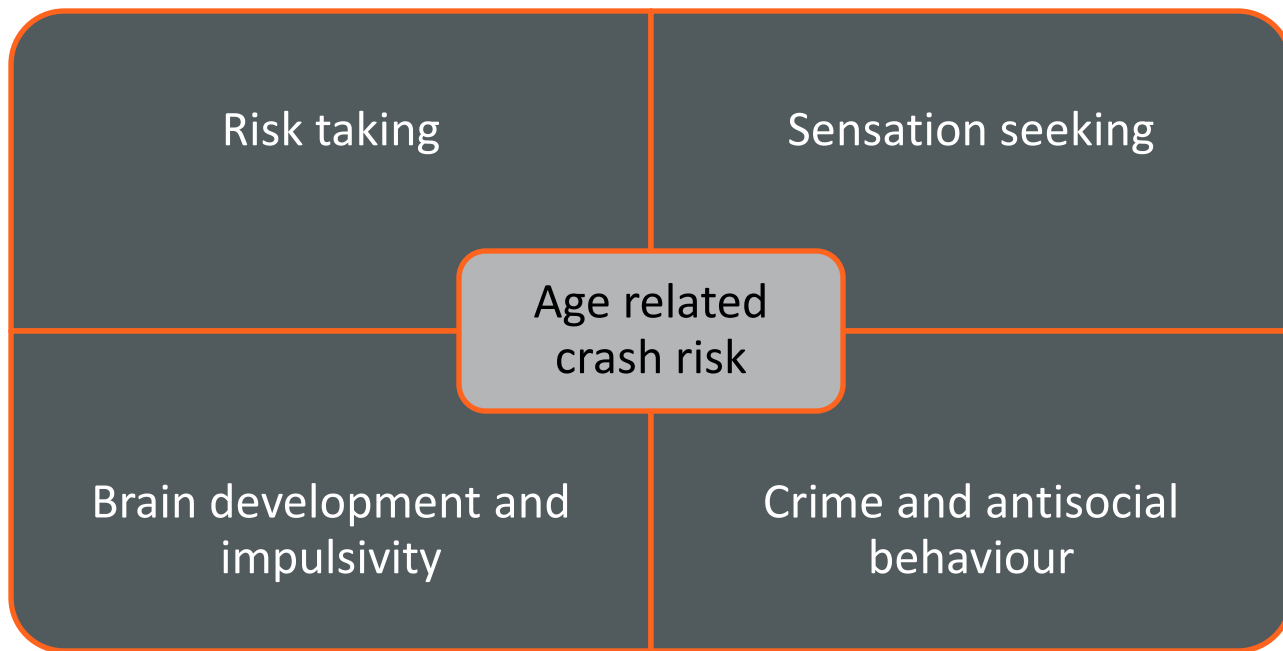 Risk taking
Sensation seeking
Age related
crash risk
Brain development and
impulsivity
Crime and antisocial
behaviour